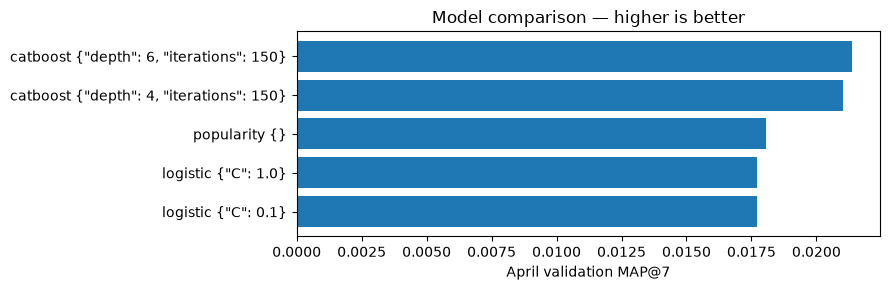 Model comparison — higher is better
catboost {"depth": 6, "iterations": 150}
catboost {"depth": 4, "iterations": 150}
popularity {}
logistic {"C": 1.0}
logistic {"C": 0.1}
0.0000 0.0025 0.0050 0.0075 0.0100 0.0125 0.0150 0.0175 0.0200
April validation MAP@7